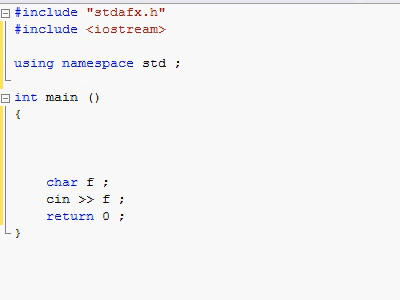 #include "stdafx.h"
#include <iostream>
using namespace std ;
int main ()
{
char f ;
cin >> f ;
return 0 ;
}